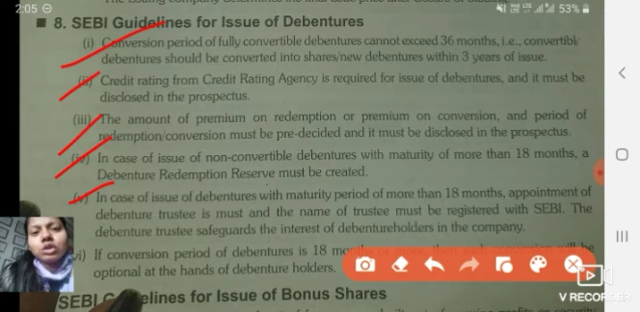 2:05
53%
8. SEBI Guidelines for Issue of Debentures
(i) Conversion period of fully convertible debentures cannot exceed 36 months, i.e., convertible
debentures should be converted into shares/new debentures within 3 years of issue.
(ii) Credit rating from Credit Rating Agency is required for issue of debentures, and it must be
disclosed in the prospectus.
(iii) The amount of premium on redemption or premium on conversion, and period of
redemption/conversion must be pre-decided and it must be disclosed in the prospectus.
(iv) In case of issue of non-convertible debentures with maturity of more than 18 months, a
Debenture Redemption Reserve must be created.
(v) In case of issue of debentures with maturity period of more than 18 months, appointment of
debenture trustee is must and the name of trustee must be registered with SEBI. The
debenture trustee safeguards the interest of debentureholders in the company.
vi) If conversion period of debentures is 18 be
optional at the hands of debenture holders.
SEBI elines for Issue of Bonus Shares
V RECORDER